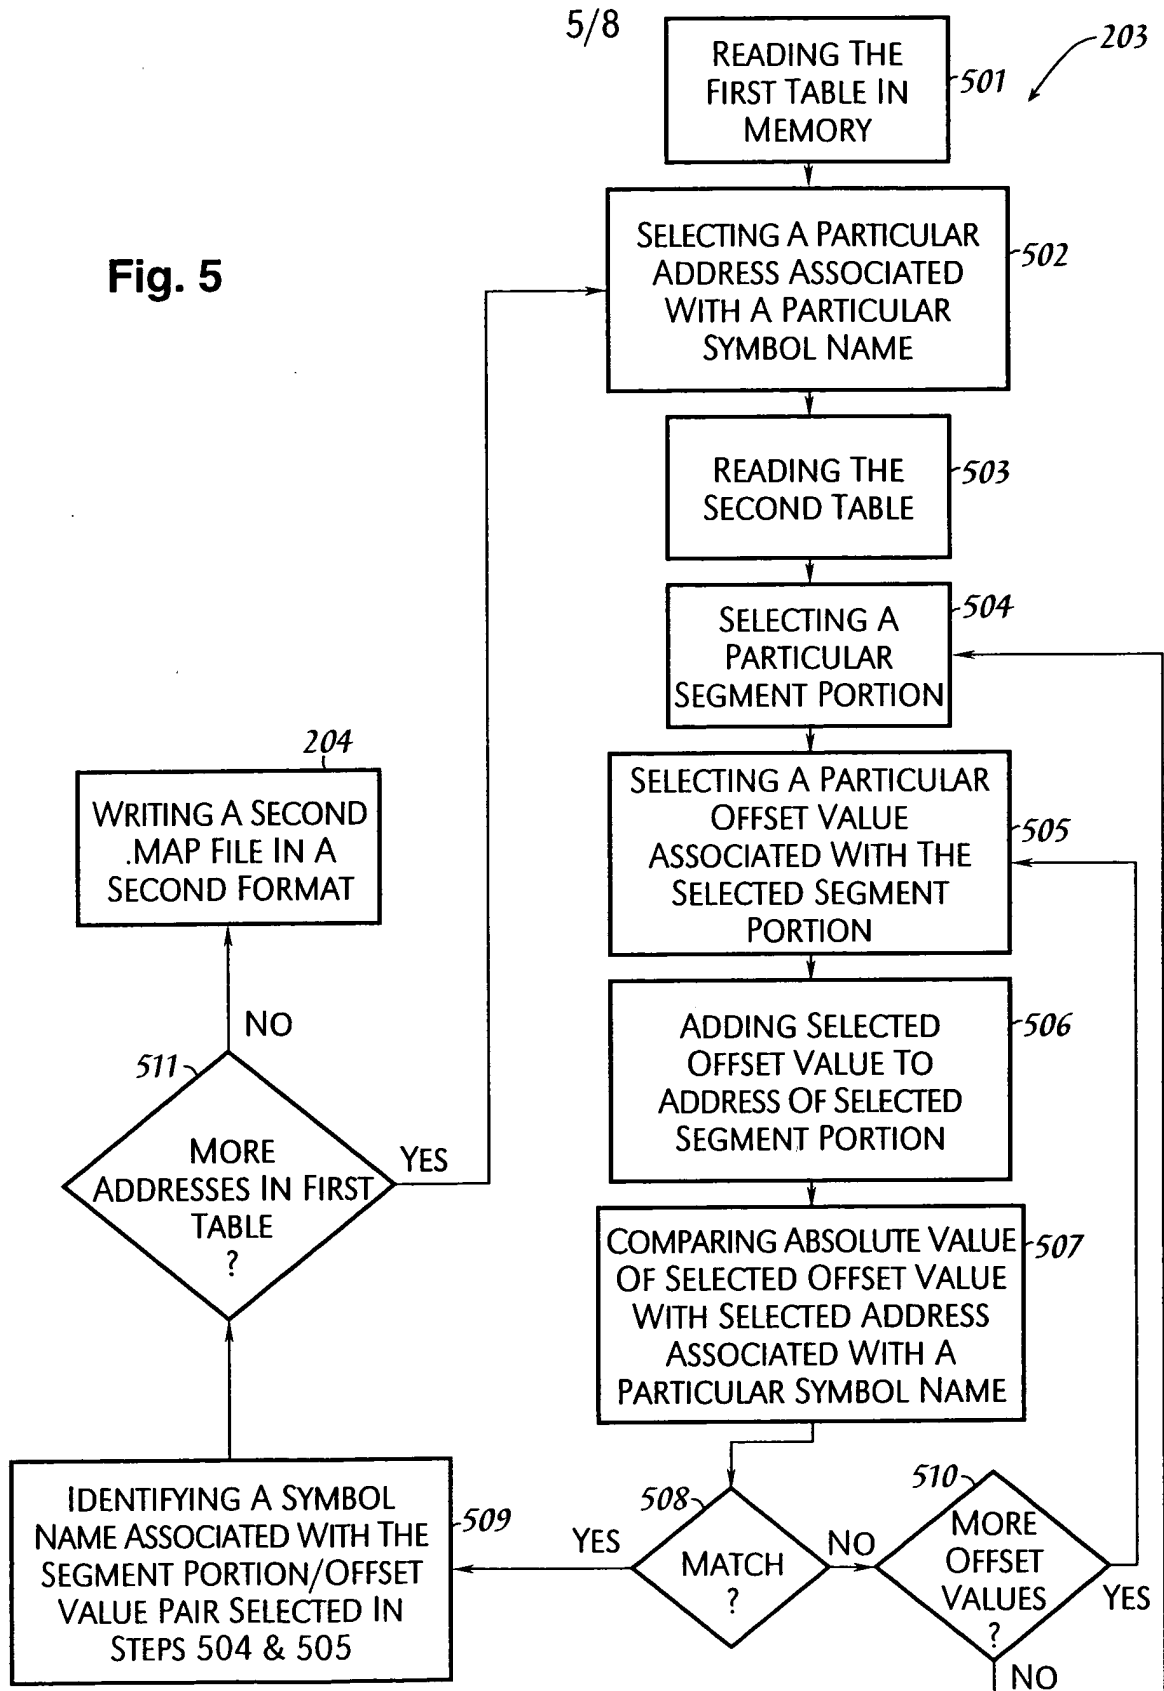 5/8
203
READING THE
FIRST TABLE IN
MEMORY
501
Fig. 5
SELECTING A PARTICULAR
ADDRESS ASSOCIATED
WITH A PARTICULAR
SYMBOL NAME
502
READING THE
SECOND TABLE
503
SELECTING A
PARTICULAR
SEGMENT PORTION
504
204
WRITING A SECOND
.MAP FILE IN A
SECOND FORMAT
SELECTING A PARTICULAR
OFFSET VALUE
ASSOCIATED WITH THE
SELECTED SEGMENT
PORTION
505
ADDING SELECTED
OFFSET VALUE TO
ADDRESS OF SELECTED
SEGMENT PORTION
506
NO
511
MORE
ADDRESSES IN FIRST
TABLE
?
YES
COMPARING ABSOLUTE VALUE
OF SELECTED OFFSET VALUE
WITH SELECTED ADDRESS
ASSOCIATED WITH A
PARTICULAR SYMBOL NAME
507
IDENTIFYING A SYMBOL
NAME ASSOCIATED WITH THE
SEGMENT PORTION/OFFSET
VALUE PAIR SELECTED IN
STEPS 504 & 505
509
YES
508
MATCH
?
NO
510
MORE
OFFSET
VALUES
?
YES
NO